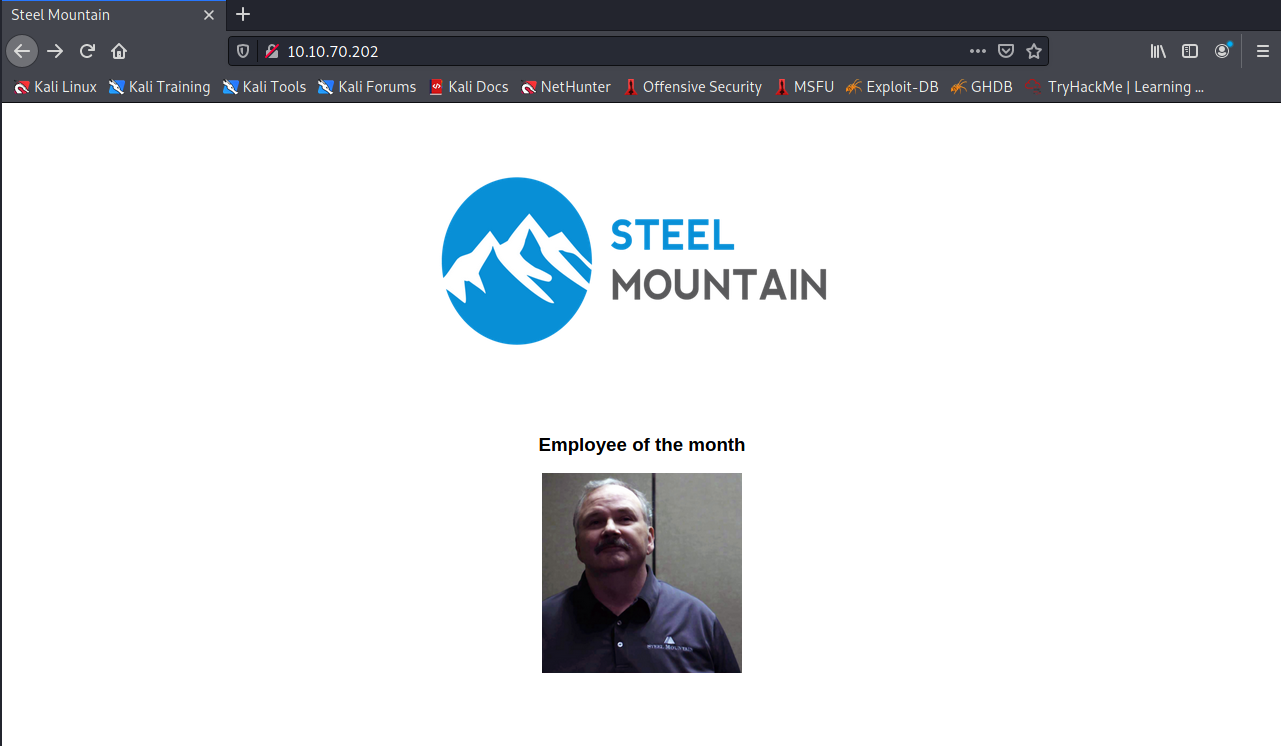 Steel Mountain
10.10.70.202
Kali Linux Kali Training Kali Tools Kali Forums Kali Docs NetHunter Offensive Security MSFU Exploit-DB GHDB TryHackMe | Learning ...
STEEL
MOUNTAIN
Employee of the month
STEEL MOUNTAIN